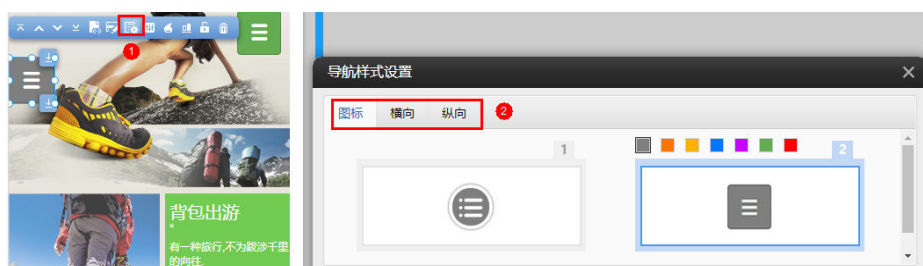 1
背包出游
有一种旅行,不为跋涉千里
的向往,
导航样式设置
图标 横向 纵向 2
1
2